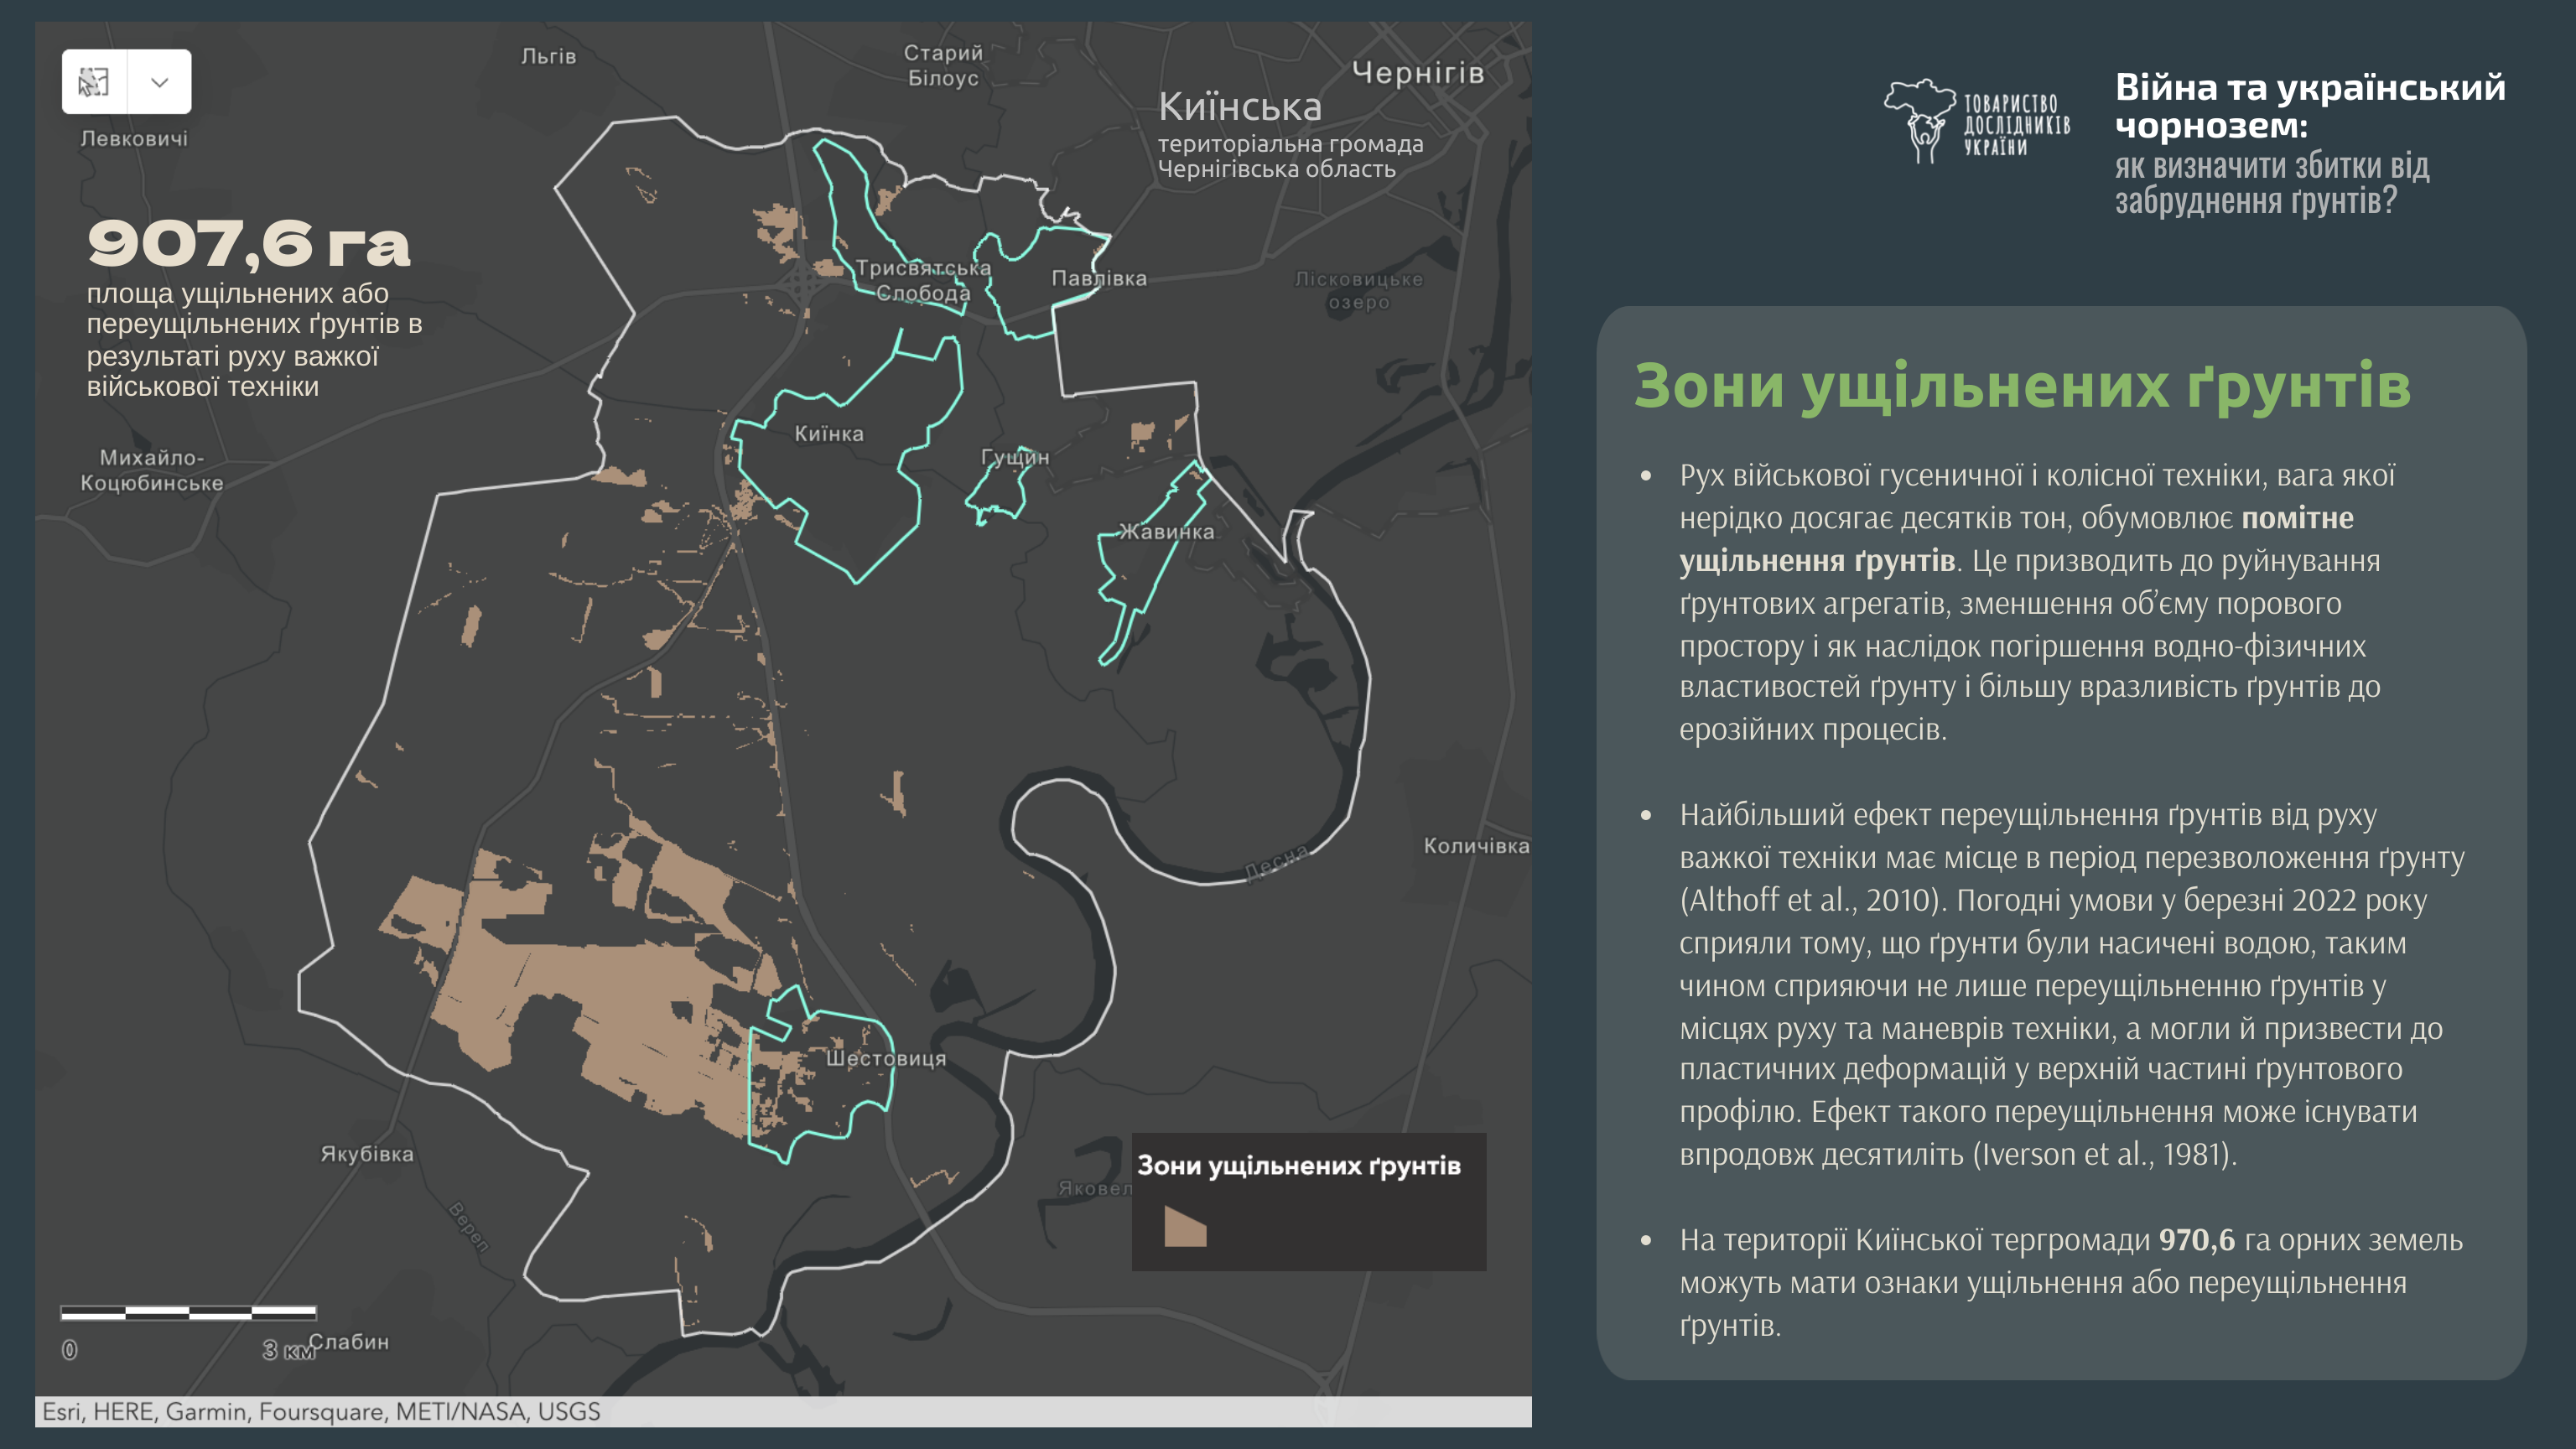 Льгів
Старий
Білоус
Чернігів
Київська
територіальна громада
Чернігівська область
Левковичі
907,6 га
площа ущільнених або
переущільнених ґрунтів в
результаті руху важкої
військової техніки
Трисвятська
Слобода
Павлівка
Лісковицьке
озеро
Михайло-
Коцюбинське
Київка
Гущин
Жавинка
Количівка
Десна
Шестовиця
Якубівка
Вереп
Яковел
Зони ущільнених ґрунтів
0
3 км
Слабин
Esri, HERE, Garmin, Foursquare, METI/NASA, USGS
ТОВАРИСТВО
ДОСЛІДНИКІВ
УКРАЇНИ
Війна та український
чорнозем:
як визначити збитки від
забруднення ґрунтів?
Зони ущільнених ґрунтів
• Рух військової гусеничної і колісної техніки, вага якої
нерідко досягає десятків тон, обумовлює помітне
ущільнення ґрунтів. Це призводить до руйнування
ґрунтових агрегатів, зменшення об’єму порового
простору і як наслідок погіршення водно-фізичних
властивостей ґрунту і більшу вразливість ґрунтів до
ерозійних процесів.
• Найбільший ефект переущільнення ґрунтів від руху
важкої техніки має місце в період перезволоження ґрунту
(Althoff et al., 2010). Погодні умови у березні 2022 року
сприяли тому, що ґрунти були насичені водою, таким
чином сприяючи не лише переущільненню ґрунтів у
місцях руху та маневрів техніки, а могли й призвести до
пластичних деформацій у верхній частині ґрунтового
профілю. Ефект такого переущільнення може існувати
впродовж десятиліть (Iverson et al., 1981).
• На території Київської тергромади 970,6 га орних земель
можуть мати ознаки ущільнення або переущільнення
ґрунтів.